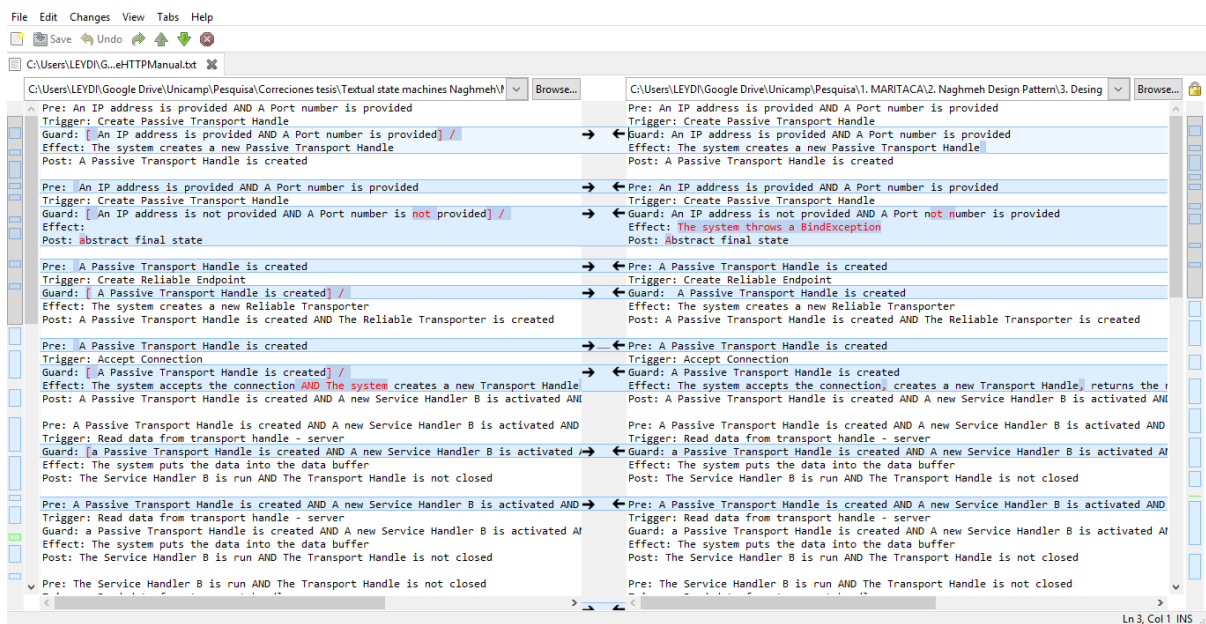 File Edit Changes View Tabs Help
Save Undo
C:\Users\LEYDI\G...eHTTPManual.txt
C:\Users\LEYDI\Google Drive\Unicamp\Pesquisa\Correciones tesis\Textual state machines Naghmeh\ Browse...
Pre: An IP address is provided AND A Port number is provided
Trigger: Create Passive Transport Handle
Guard: [ An IP address is provided AND A Port number is provided] /
Effect: The system creates a new Passive Transport Handle
Post: A Passive Transport Handle is created
Pre: An IP address is provided AND A Port number is provided
Trigger: Create Passive Transport Handle
Guard: [ An IP address is not provided AND A Port number is not provided] /
Effect:
Post: abstract final state
Pre: A Passive Transport Handle is created
Trigger: Create Reliable Endpoint
Guard: [ A Passive Transport Handle is created] /
Effect: The system creates a new Reliable Transporter
Post: A Passive Transport Handle is created AND The Reliable Transporter is created
Pre: A Passive Transport Handle is created
Trigger: Accept Connection
Guard: [ A Passive Transport Handle is created] /
Effect: The system accepts the connection AND The system creates a new Transport Handle
Post: A Passive Transport Handle is created AND A new Service Handler B is activated AND
Pre: A Passive Transport Handle is created AND A new Service Handler B is activated AND
Trigger: Read data from transport handle - server
Guard: [a Passive Transport Handle is created AND A new Service Handler B is activated
Effect: The system puts the data into the data buffer
Post: The Service Handler B is run AND The Transport Handle is not closed
Pre: A Passive Transport Handle is created AND A new Service Handler B is activated AND
Trigger: Read data from transport handle - server
Guard: a Passive Transport Handle is created AND A new Service Handler B is activated
Effect: The system puts the data into the data buffer
Post: The Service Handler B is run AND The Transport Handle is not closed
Pre: The Service Handler B is run AND The Transport Handle is not closed
C:\Users\LEYDI\Google Drive\Unicamp\Pesquisa\1. MARITACA\2. Naghmeh Design Pattern\3. Desing Browse...
Pre: An IP address is provided AND A Port number is provided
Trigger: Create Passive Transport Handle
Guard: An IP address is provided AND A Port number is provided
Effect: The system creates a new Passive Transport Handle
Post: A Passive Transport Handle is created
Pre: An IP address is provided AND A Port number is provided
Trigger: Create Passive Transport Handle
Guard: An IP address is not provided AND A Port not number is provided
Effect: The system throws a BindException
Post: Abstract final state
Pre: A Passive Transport Handle is created
Trigger: Create Reliable Endpoint
Guard: A Passive Transport Handle is created
Effect: The system creates a new Reliable Transporter
Post: A Passive Transport Handle is created AND The Reliable Transporter is created
Pre: A Passive Transport Handle is created
Trigger: Accept Connection
Guard: A Passive Transport Handle is created
Effect: The system accepts the connection, creates a new Transport Handle, returns the
Post: A Passive Transport Handle is created AND A new Service Handler B is activated AND
Pre: A Passive Transport Handle is created AND A new Service Handler B is activated AND
Trigger: Read data from transport handle - server
Guard: a Passive Transport Handle is created AND A new Service Handler B is activated
Effect: The system puts the data into the data buffer
Post: The Service Handler B is run AND The Transport Handle is not closed
Pre: A Passive Transport Handle is created AND A new Service Handler B is activated AND
Trigger: Read data from transport handle - server
Guard: a Passive Transport Handle is created AND A new Service Handler B is activated
Effect: The system puts the data into the data buffer
Post: The Service Handler B is run AND The Transport Handle is not closed
Pre: The Service Handler B is run AND The Transport Handle is not closed
Ln 3, Col 1 INS